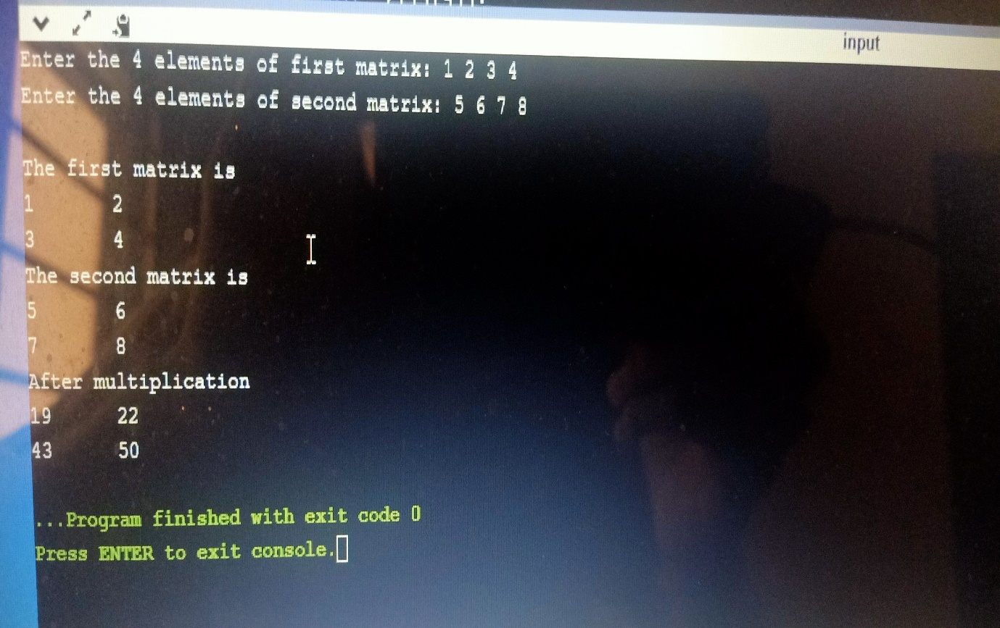 input
Enter the 4 elements of first matrix: 1 2 3 4
Enter the 4 elements of second matrix: 5 6 7 8
The first matrix is
1 2
3 4
The second matrix is
5 6
7 8
After multiplication
19 22
43 50
...Program finished with exit code 0
Press ENTER to exit console.